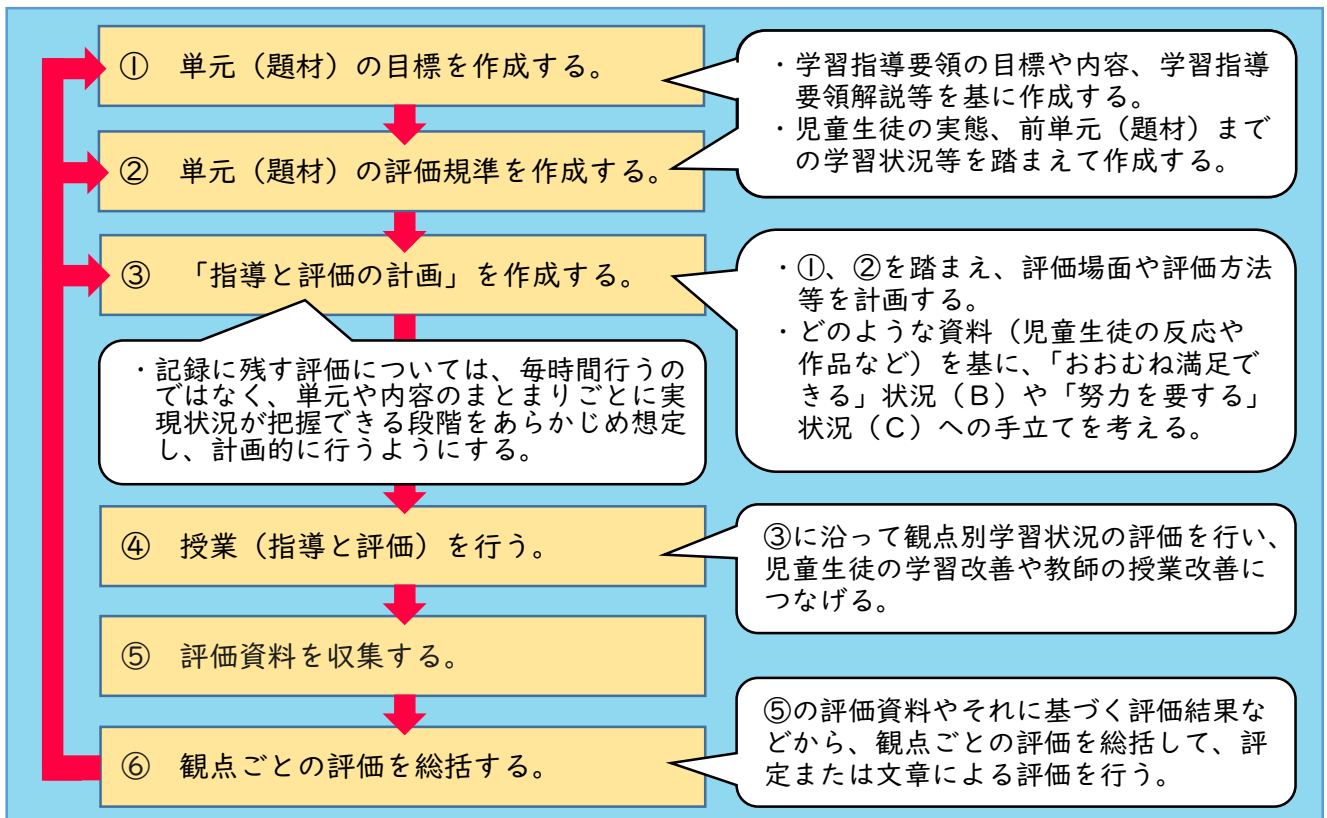 ① 単元（題材）の目標を作成する。
・学習指導要領の目標や内容、学習指導
要領解説等を基に作成する。
・児童生徒の実態、前単元（題材）まで
の学習状況等を踏まえて作成する。
② 単元（題材）の評価規準を作成する。
③ 「指導と評価の計画」を作成する。
・①、②を踏まえ、評価場面や評価方法
等を計画する。
・どのような資料（児童生徒の反応や
作品など）を基に、「おおむね満足で
きる」状況（Ｂ）や「努力を要する」
状況（Ｃ）への手立てを考える。
・記録に残す評価については、毎時間行うの
ではなく、単元や内容のまとまりごとに実
現状況が把握できる段階をあらかじめ想定
し、計画的に行うようにする。
④ 授業（指導と評価）を行う。
③に沿って観点別学習状況の評価を行い、
児童生徒の学習改善や教師の授業改善に
つなげる。
⑤ 評価資料を収集する。
⑥ 観点ごとの評価を総括する。
⑤の評価資料やそれに基づく評価結果な
どから、観点ごとの評価を総括して、評
定または文章による評価を行う。